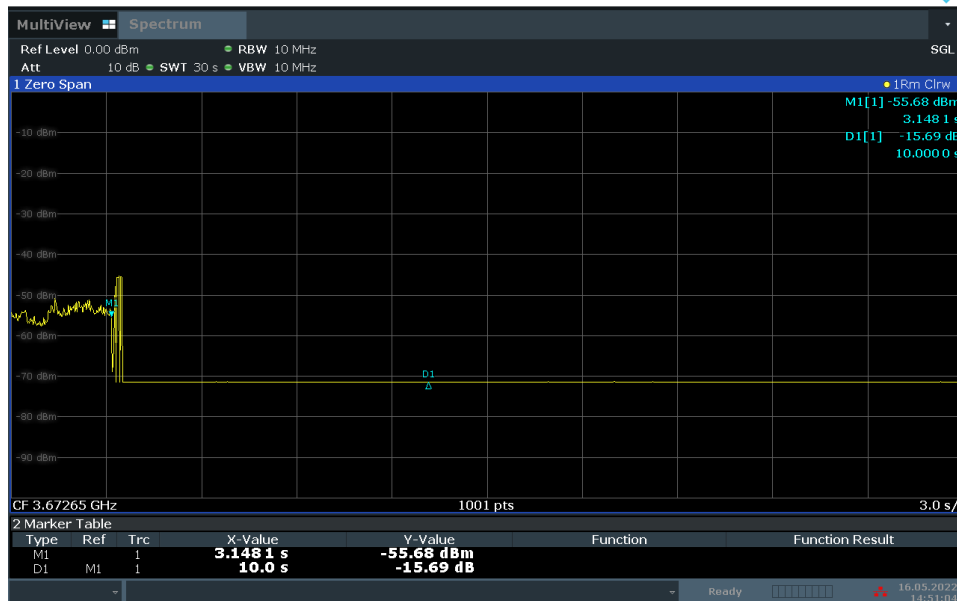 MultiView Spectrum
Ref Level 0.00 dBm RBW 10 MHz SGL
Att 10 dB SWT 30 s VBW 10 MHz
1 Zero Span 1Rm Clrw
M1[1] -55.68 dBm
3.148 1 s
D1[1] -15.69 dB
10.000 0 s
-10 dBm
-20 dBm
-30 dBm
-40 dBm
-50 dBm
M1
-60 dBm
-70 dBm
D1
-80 dBm
-90 dBm
CF 3.67265 GHz 1001 pts 3.0 s/
2 Marker Table
Type Ref Trc X-Value Y-Value Function Function Result
M1 1 3.148 1 s -55.68 dBm
D1 M1 1 10.0 s -15.69 dB
Ready 16.05.2022
14:51:04